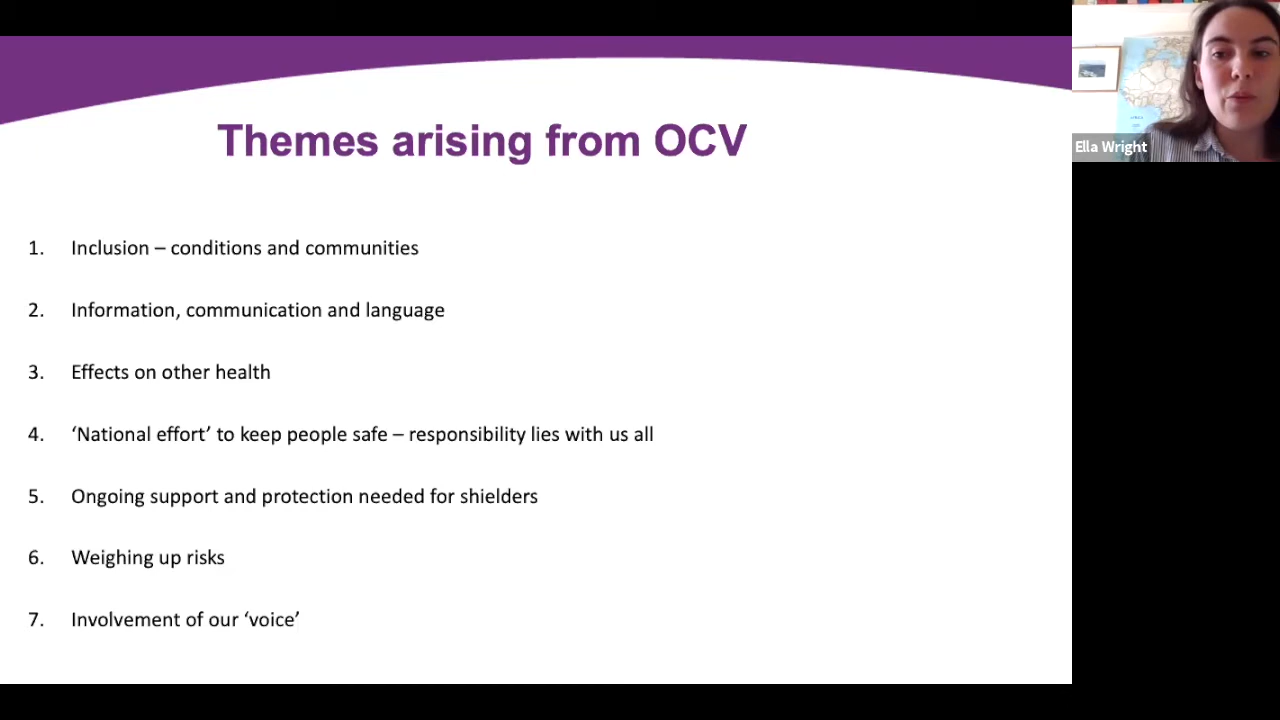 Themes arising from OCV
Ella Wright
1. Inclusion – conditions and communities
2. Information, communication and language
3. Effects on other health
4. ‘National effort’ to keep people safe – responsibility lies with us all
5. Ongoing support and protection needed for shielders
6. Weighing up risks
7. Involvement of our ‘voice’